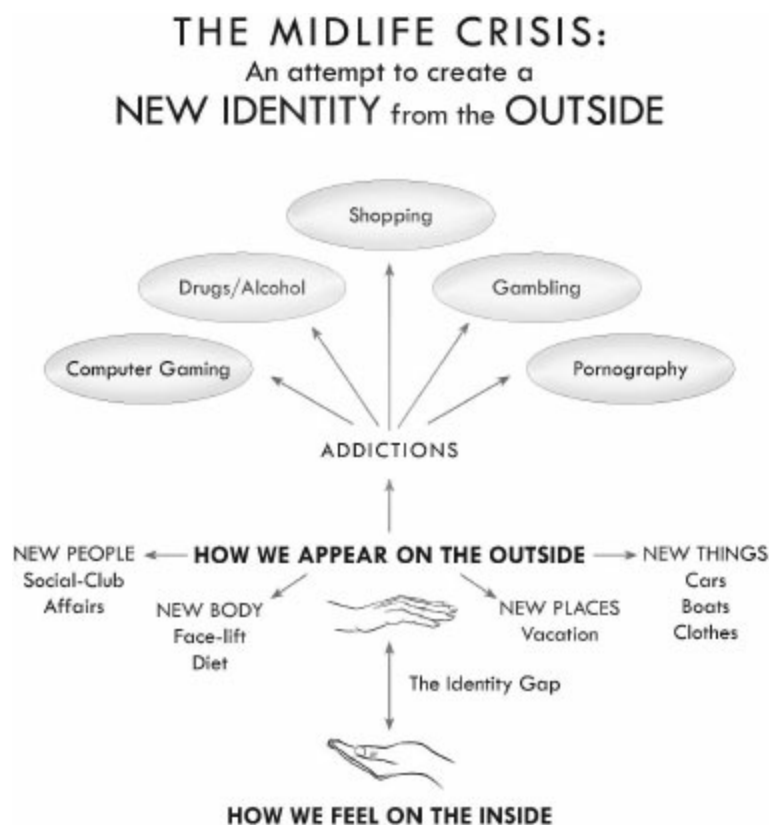 THE MIDLIFE CRISIS:
An attempt to create a
NEW IDENTITY from the OUTSIDE
Shopping
Drugs/Alcohol
Gambling
Computer Gaming
Pornography
ADDICTIONS
NEW PEOPLE
Social-Club
Affairs
HOW WE APPEAR ON THE OUTSIDE
NEW THINGS
Cars
Boats
Clothes
NEW BODY
Face-lift
Diet
NEW PLACES
Vacation
The Identity Gap
HOW WE FEEL ON THE INSIDE